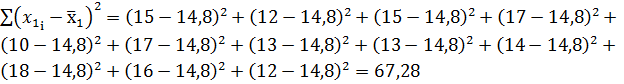 ∑(x₁ᵢ − x̄₁)² = (15 − 14,8)² + (12 − 14,8)² + (15 − 14,8)² + (17 − 14,8)² +
(10 − 14,8)² + (17 − 14,8)² + (13 − 14,8)² + (13 − 14,8)² + (14 − 14,8)² +
(18 − 14,8)² + (16 − 14,8)² + (12 − 14,8)² = 67,28